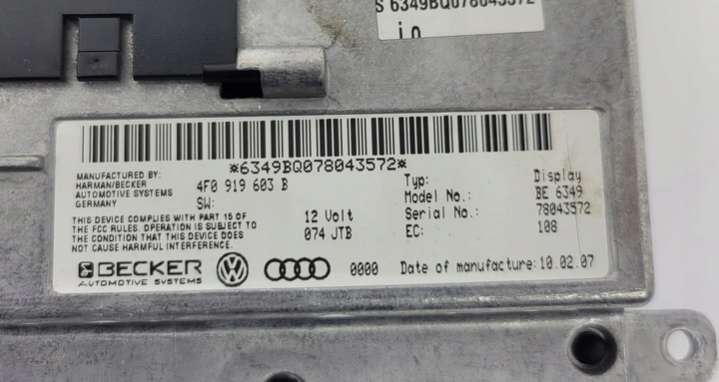 S 6349BQ078043572
*6349BQ078043572*
MANUFACTURED BY:
HARMAN/BECKER
AUTOMOTIVE SYSTEMS
GERMANY
4F0 919 603 B
SW:
THIS DEVICE COMPLIES WITH PART 15 OF
THE FCC RULES. OPERATION IS SUBJECT TO
THE CONDITION THAT THIS DEVICE DOES
NOT CAUSE HARMFUL INTERFERENCE.
12 Volt
074 JTB
Typ: Display
Model No.: BE 6349
Serial No.: 78043572
EC: 108
BECKER
AUTOMOTIVE SYSTEMS
0000 Date of manufacture: 10.02.07